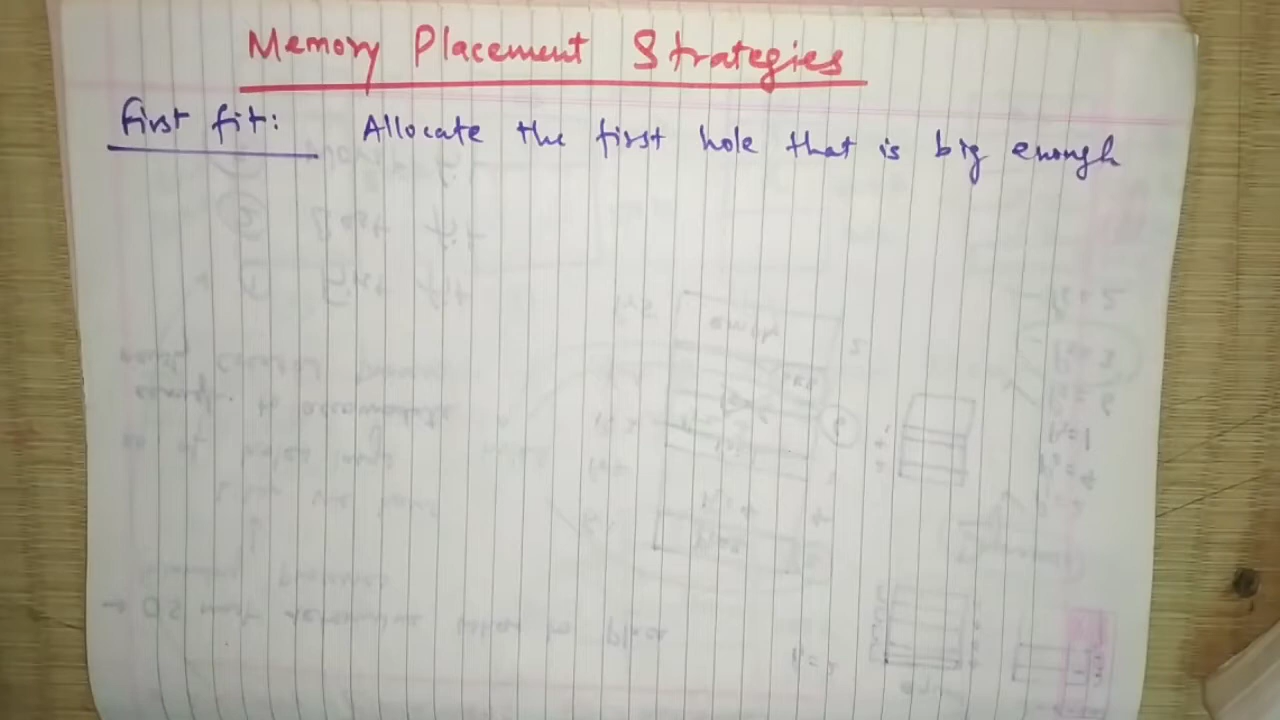 Memory Placement Strategies
First fit: Allocate the first hole that is big enough